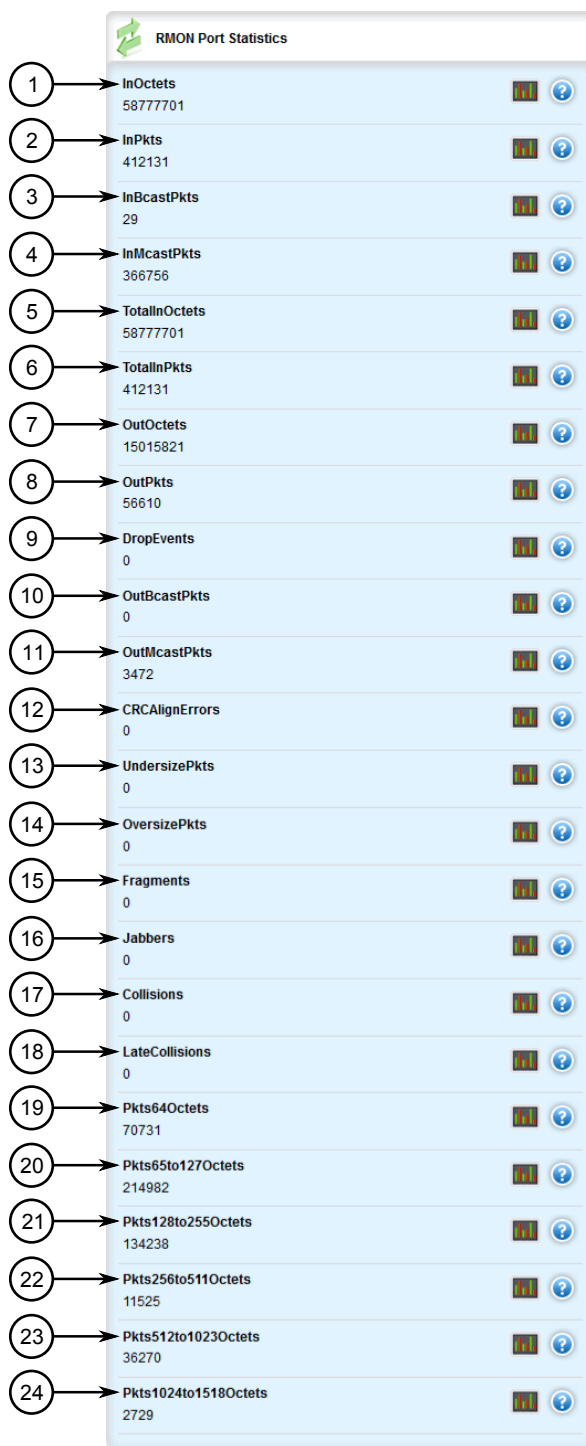 RMON Port Statistics
1 InOctets
58777701
2 InPkts
412131
3 InBcastPkts
29
4 InMcastPkts
366756
5 TotalInOctets
58777701
6 TotalInPkts
412131
7 OutOctets
15015821
8 OutPkts
56610
9 DropEvents
0
10 OutBcastPkts
0
11 OutMcastPkts
3472
12 CRCAlignErrors
0
13 UndersizePkts
0
14 OversizePkts
0
15 Fragments
0
16 Jabbers
0
17 Collisions
0
18 LateCollisions
0
19 Pkts64Octets
70731
20 Pkts65to127Octets
214982
21 Pkts128to255Octets
134238
22 Pkts256to511Octets
11525
23 Pkts512to1023Octets
36270
24 Pkts1024to1518Octets
2729